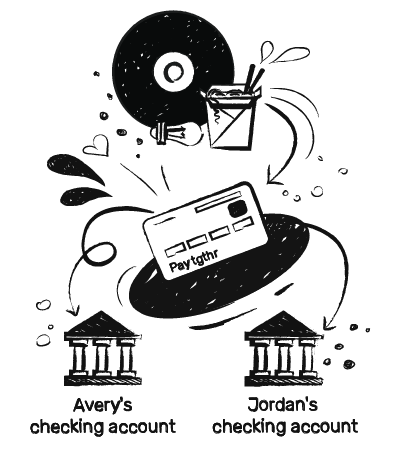 Paytgthr
Avery's
checking account
Jordan's
checking account